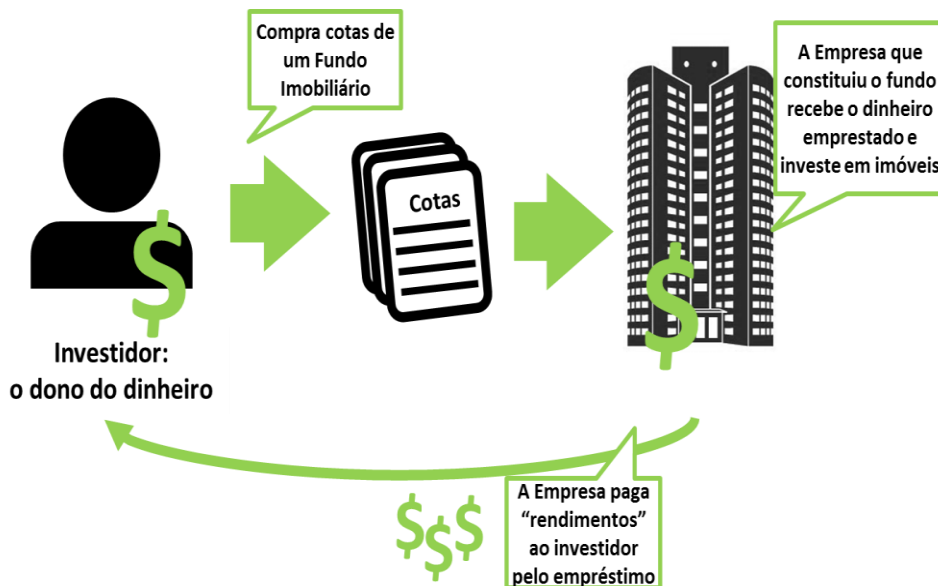 Compra cotas de
um Fundo
Imobiliário
A Empresa que
constituiu o fundo
recebe o dinheiro
emprestado e
investe em imóveis
Cotas
$
$
Investidor:
o dono do dinheiro
$$$
A Empresa paga
“rendimentos”
ao investidor
pelo empréstimo